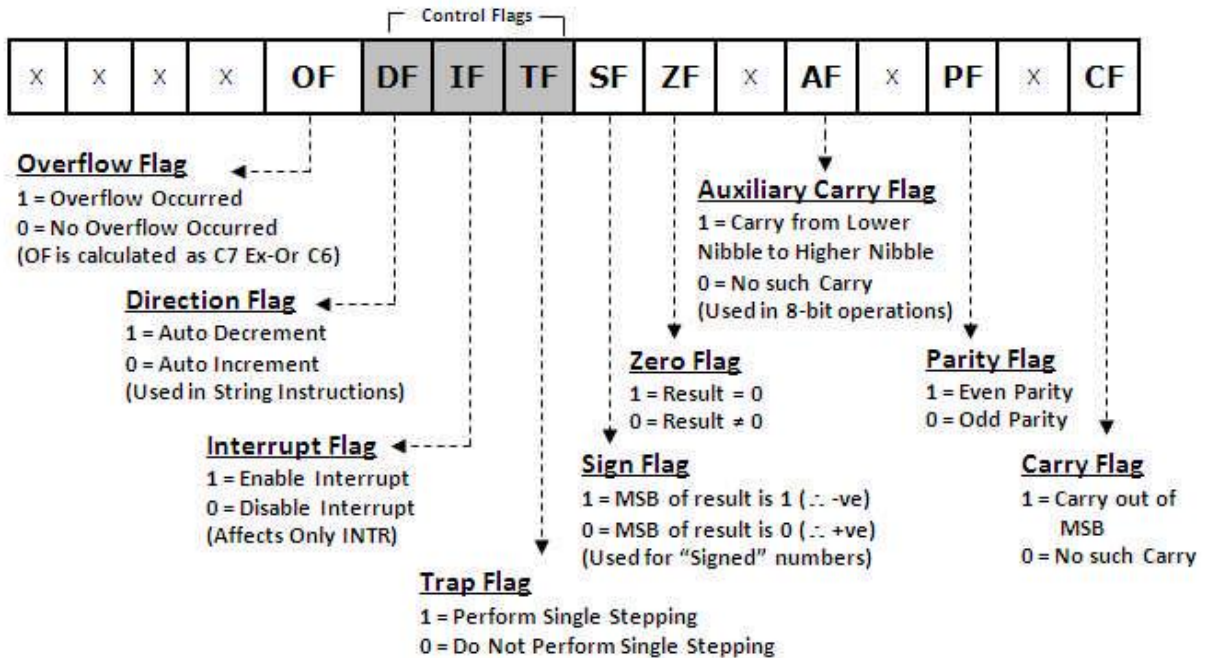 Control Flags
X X X X OF DF IF TF SF ZF X AF X PF X CF
Overflow Flag
1 = Overflow Occurred
0 = No Overflow Occurred
(OF is calculated as C7 Ex-Or C6)
Direction Flag
1 = Auto Decrement
0 = Auto Increment
(Used in String Instructions)
Interrupt Flag
1 = Enable Interrupt
0 = Disable Interrupt
(Affects Only INTR)
Trap Flag
1 = Perform Single Stepping
0 = Do Not Perform Single Stepping
Sign Flag
1 = MSB of result is 1 (∴ -ve)
0 = MSB of result is 0 (∴ +ve)
(Used for “Signed” numbers)
Zero Flag
1 = Result = 0
0 = Result ≠ 0
Auxiliary Carry Flag
1 = Carry from Lower
Nibble to Higher Nibble
0 = No such Carry
(Used in 8-bit operations)
Parity Flag
1 = Even Parity
0 = Odd Parity
Carry Flag
1 = Carry out of
MSB
0 = No such Carry